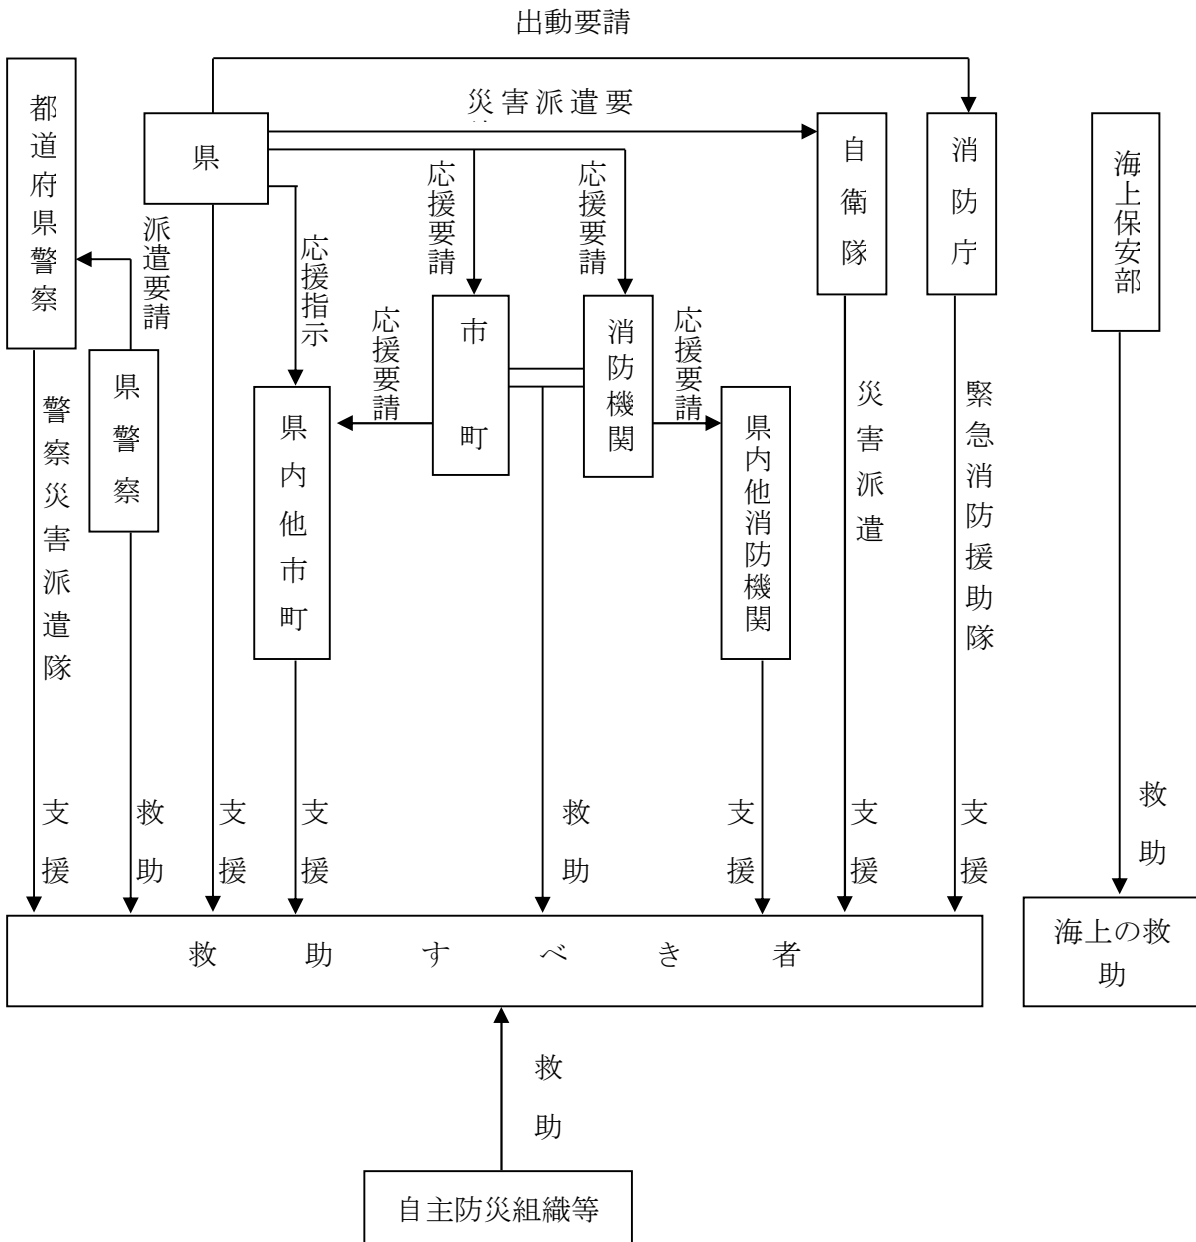 出動要請
災害派遣要
都道府県警察
県
自衛隊
消防庁
海上保安部
派遣要請
応援指示
応援要請
応援要請
県警察
市町
消防機関
応援要請
応援要請
県内他市町
県内他消防機関
警察災害派遣隊
災害派遣
緊急消防援助隊
支援
救助
支援
支援
救助
支援
支援
支援
救助
救助すべき者
海上の救
助
救助
自主防災組織等